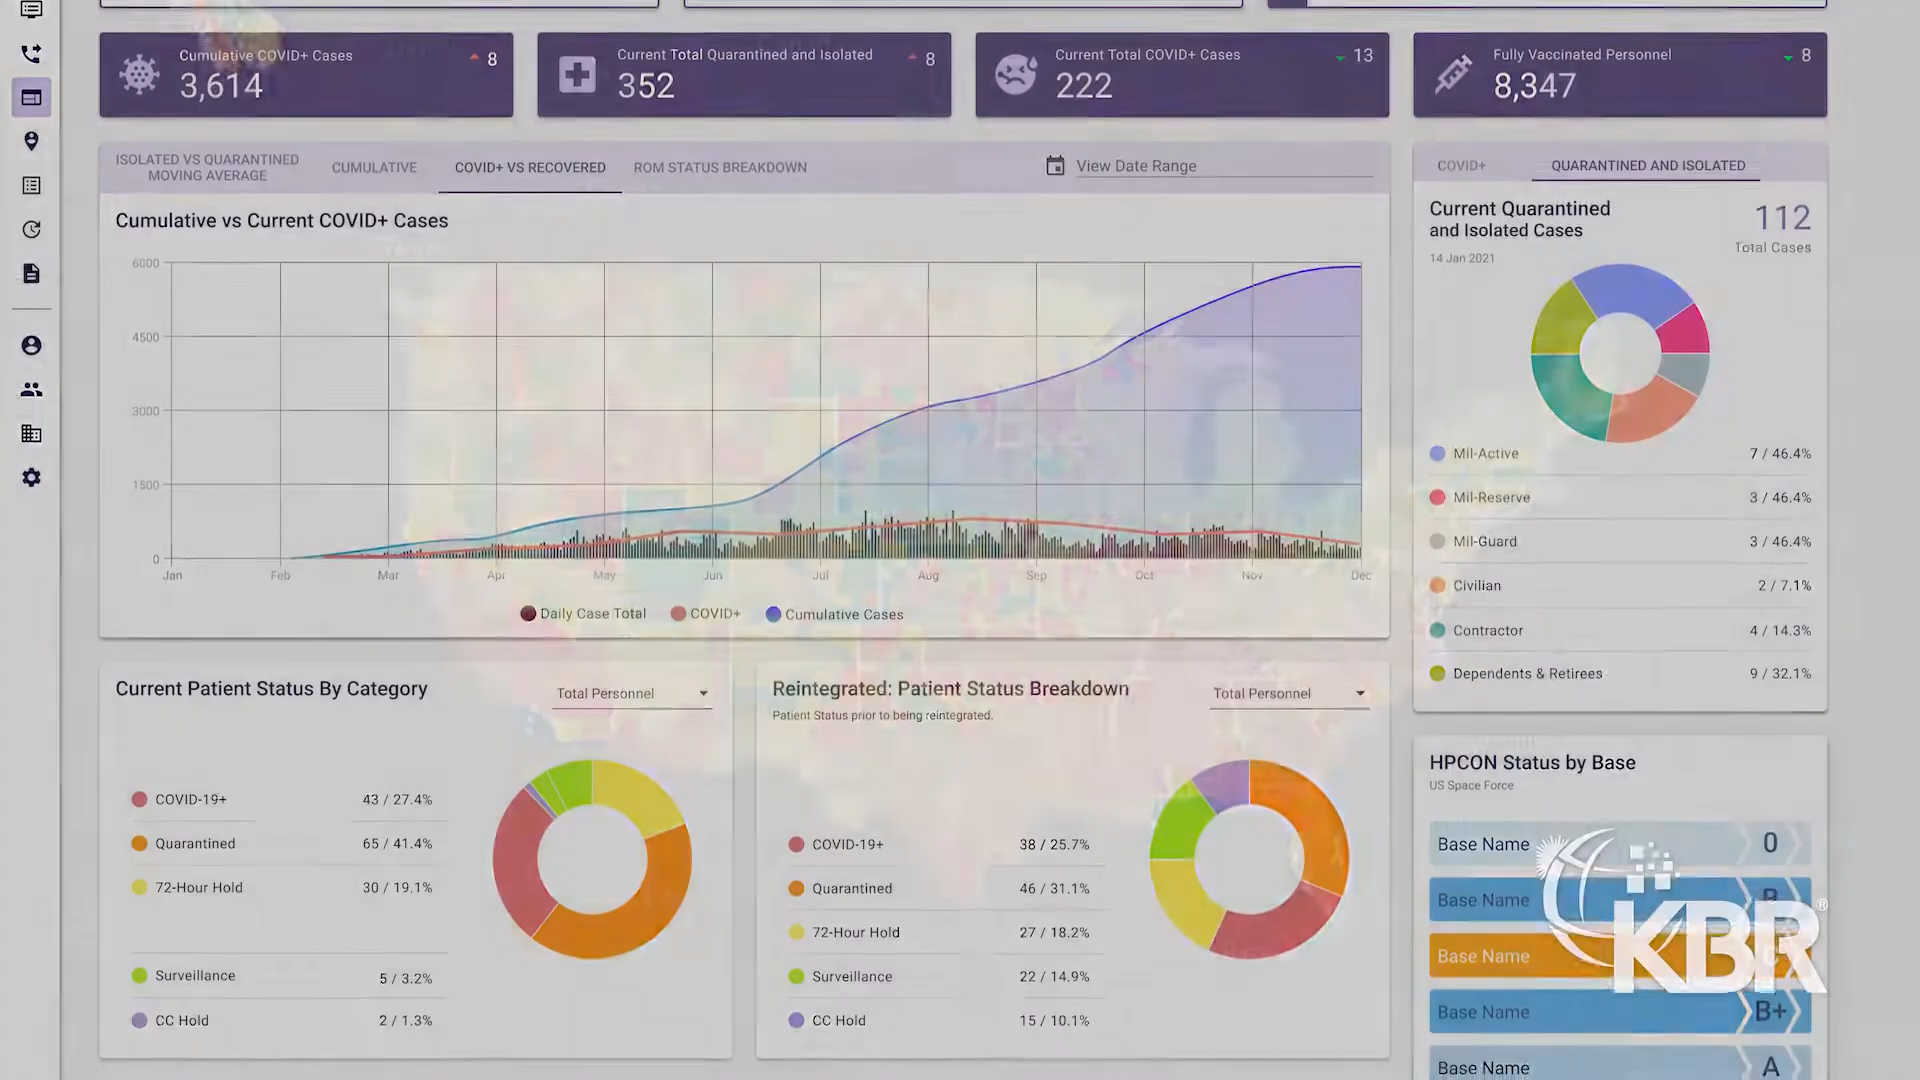 Cumulative COVID+ Cases
8
3,614
Current Total Quarantined and Isolated
8
352
Current Total COVID+ Cases
13
222
Fully Vaccinated Personnel
8
8,347
ISOLATED VS QUARANTINED
MOVING AVERAGE
CUMULATIVE
COVID+ VS RECOVERED
ROM STATUS BREAKDOWN
View Date Range
Cumulative vs Current COVID+ Cases
6000
4500
3000
1500
0
Jan Feb Mar Apr May Jun Jul Aug Sep Oct Nov Dec
Daily Case Total COVID+ Cumulative Cases
COVID+
QUARANTINED AND ISOLATED
Current Quarantined
and Isolated Cases
112
Total Cases
14 Jan 2021
Mil-Active 7 / 46.4%
Mil-Reserve 3 / 46.4%
Mil-Guard 3 / 46.4%
Civilian 2 / 7.1%
Contractor 4 / 14.3%
Dependents & Retirees 9 / 32.1%
Current Patient Status By Category
Total Personnel
COVID-19+ 43 / 27.4%
Quarantined 65 / 41.4%
72-Hour Hold 30 / 19.1%
Surveillance 5 / 3.2%
CC Hold 2 / 1.3%
Reintegrated: Patient Status Breakdown
Total Personnel
Patient Status prior to being reintegrated.
COVID-19+ 38 / 25.7%
Quarantined 46 / 31.1%
72-Hour Hold 27 / 18.2%
Surveillance 22 / 14.9%
CC Hold 15 / 10.1%
HPCON Status by Base
US Space Force
Base Name 0
Base Name B
Base Name
Base Name B+
Base Name A
KBR®